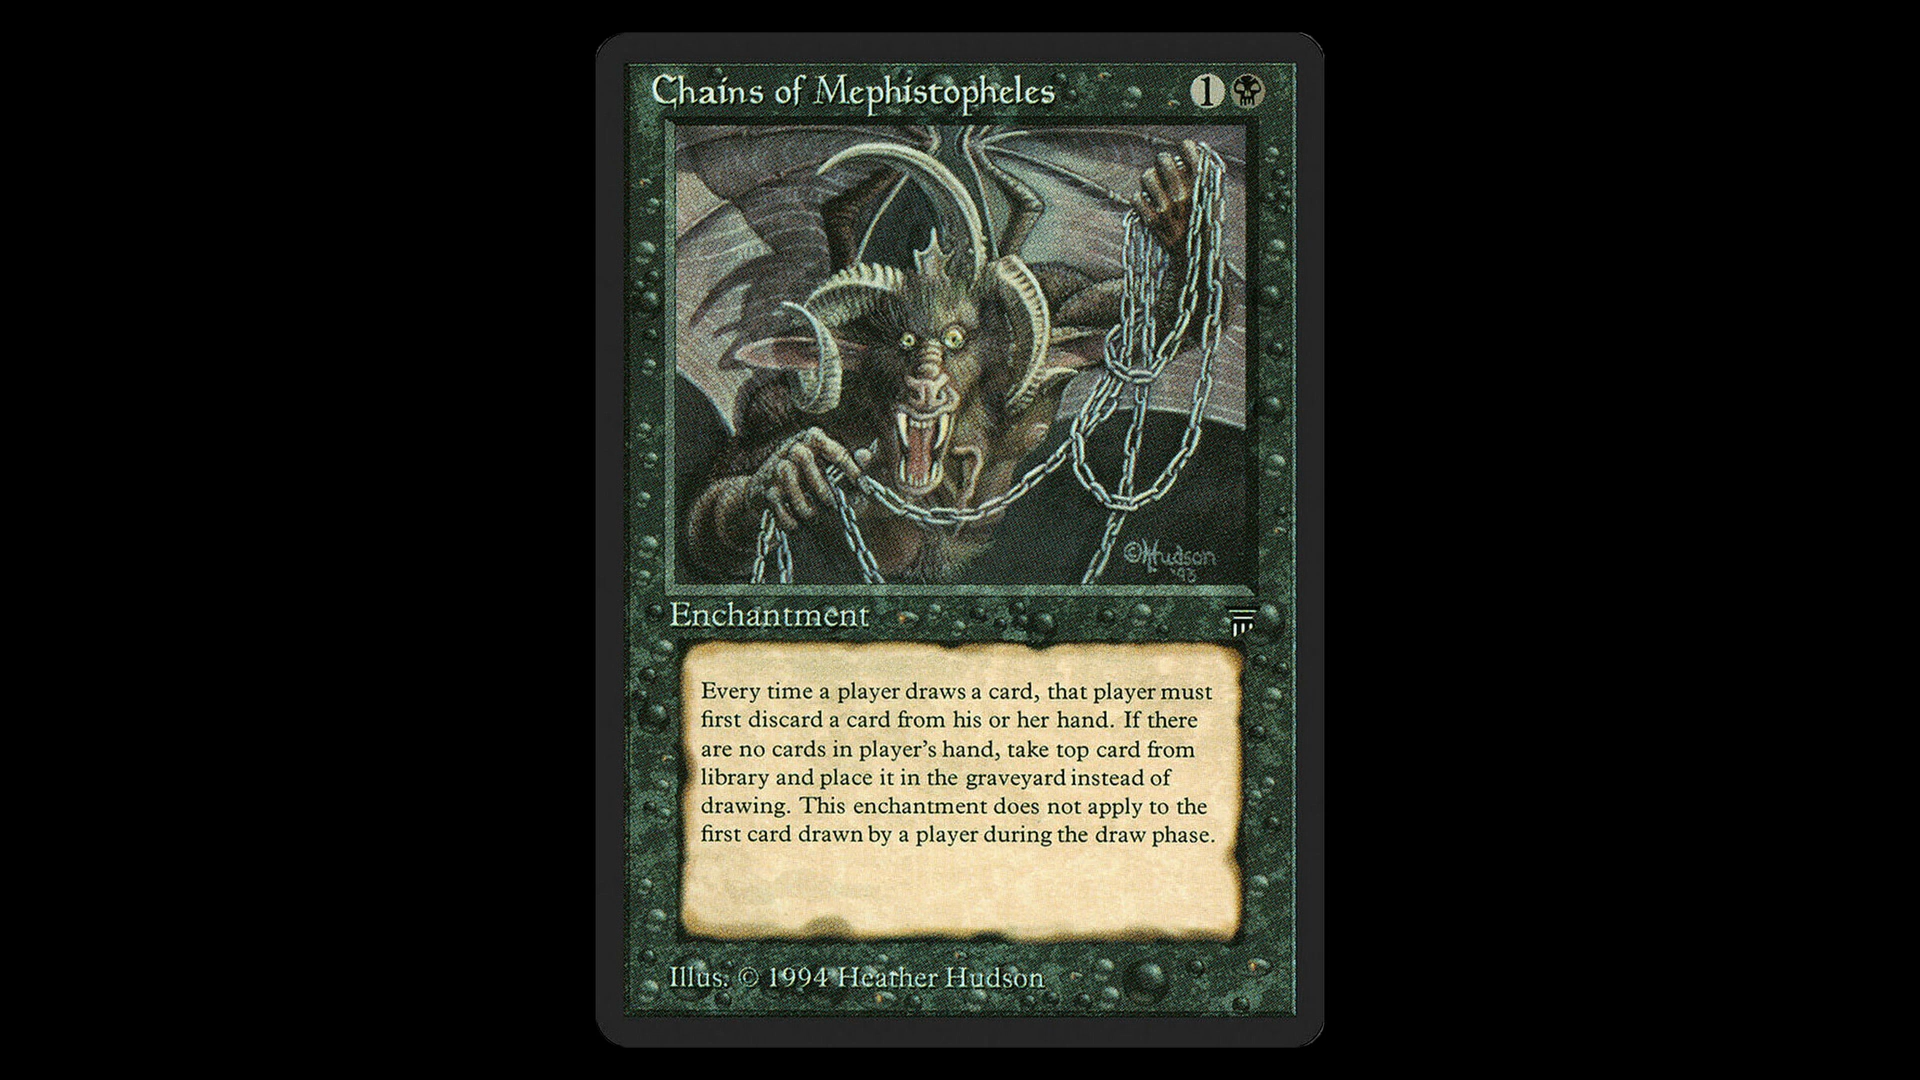 Chains of Mephistopheles 1
©HHudson
'93
Enchantment
Every time a player draws a card, that player must
first discard a card from his or her hand. If there
are no cards in player's hand, take top card from
library and place it in the graveyard instead of
drawing. This enchantment does not apply to the
first card drawn by a player during the draw phase.
Illus. © 1994 Heather Hudson